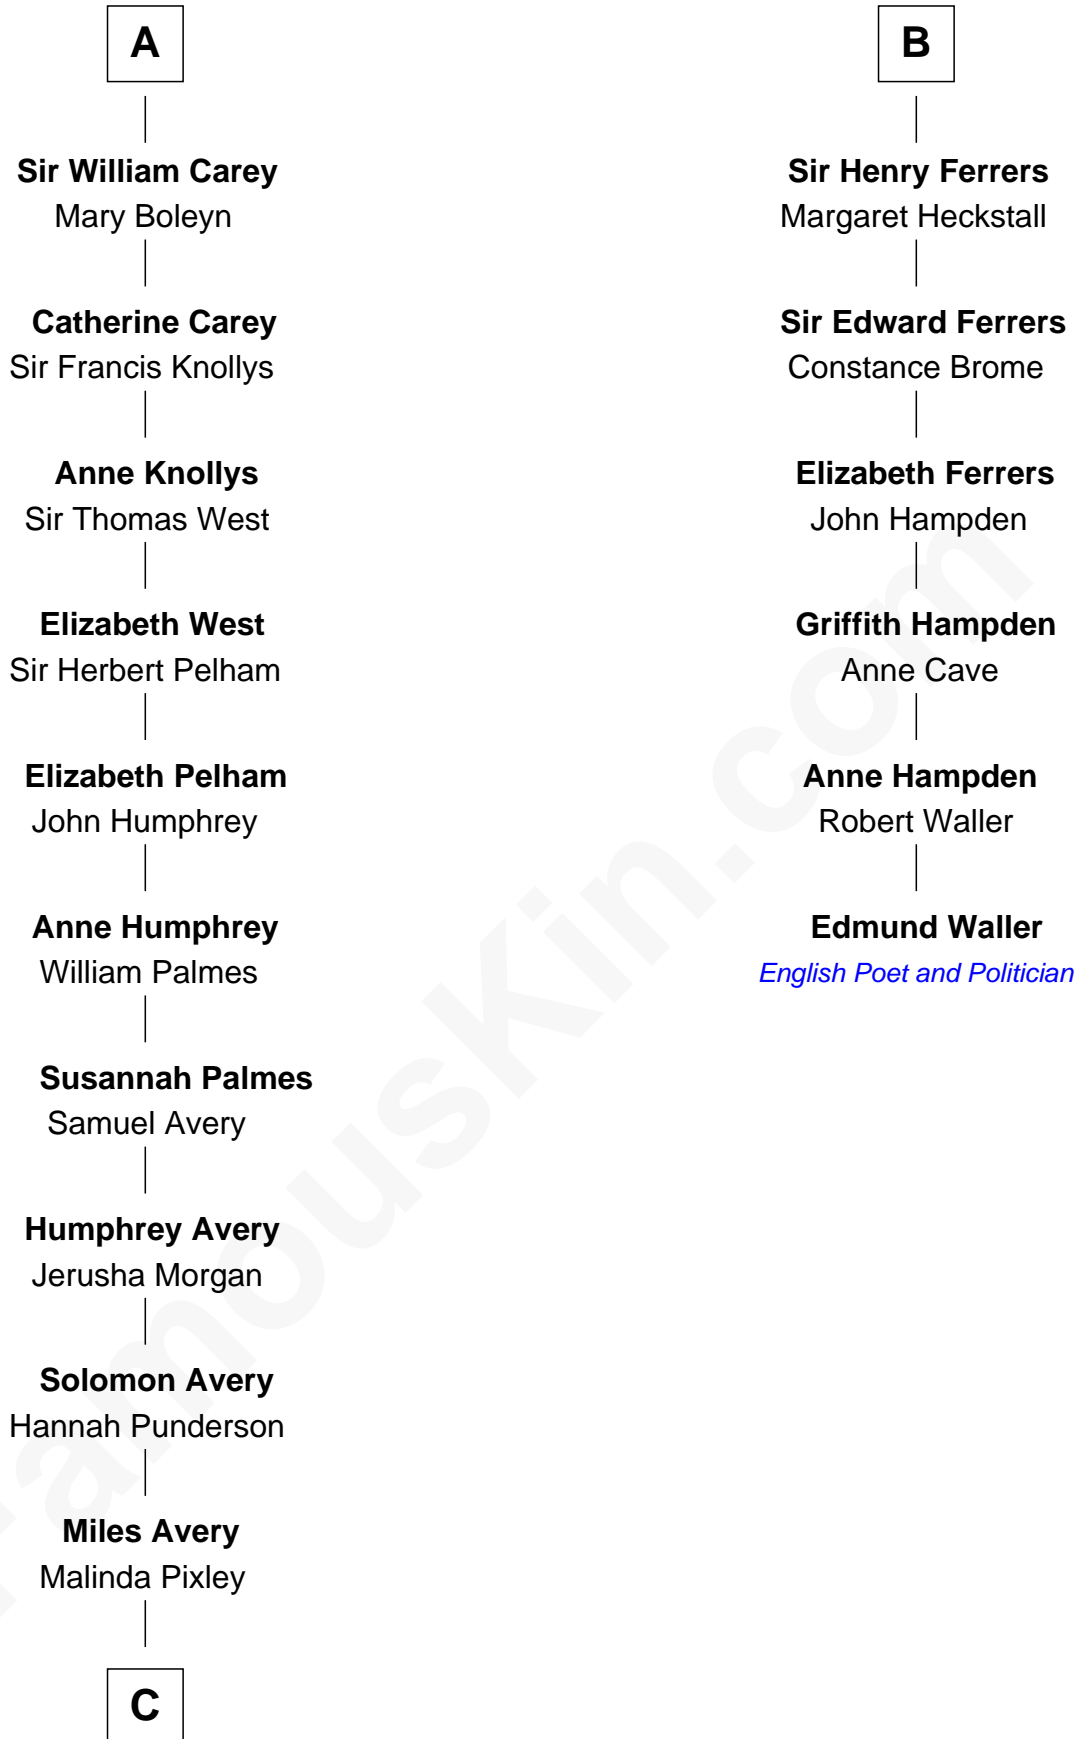 A
Sir William Carey
Mary Boleyn
Catherine Carey
Sir Francis Knollys
Anne Knollys
Sir Thomas West
Elizabeth West
Sir Herbert Pelham
Elizabeth Pelham
John Humphrey
Anne Humphrey
William Palmes
Susannah Palmes
Samuel Avery
Humphrey Avery
Jerusha Morgan
Solomon Avery
Hannah Punderson
Miles Avery
Malinda Pixley
C
B
Sir Henry Ferrers
Margaret Heckstall
Sir Edward Ferrers
Constance Brome
Elizabeth Ferrers
John Hampden
Griffith Hampden
Anne Cave
Anne Hampden
Robert Waller
Edmund Waller
English Poet and Politician
FamousKin.com